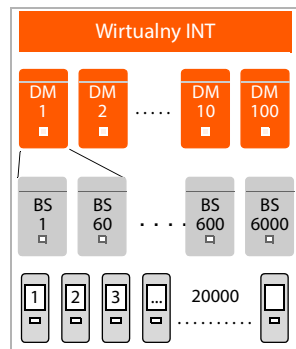 Wirtualny INT
DM 1
DM 2
.....
DM 10
DM 100
BS 1
BS 60
. . . .
BS 600
BS 6000
1
2
3
...
20000
..........